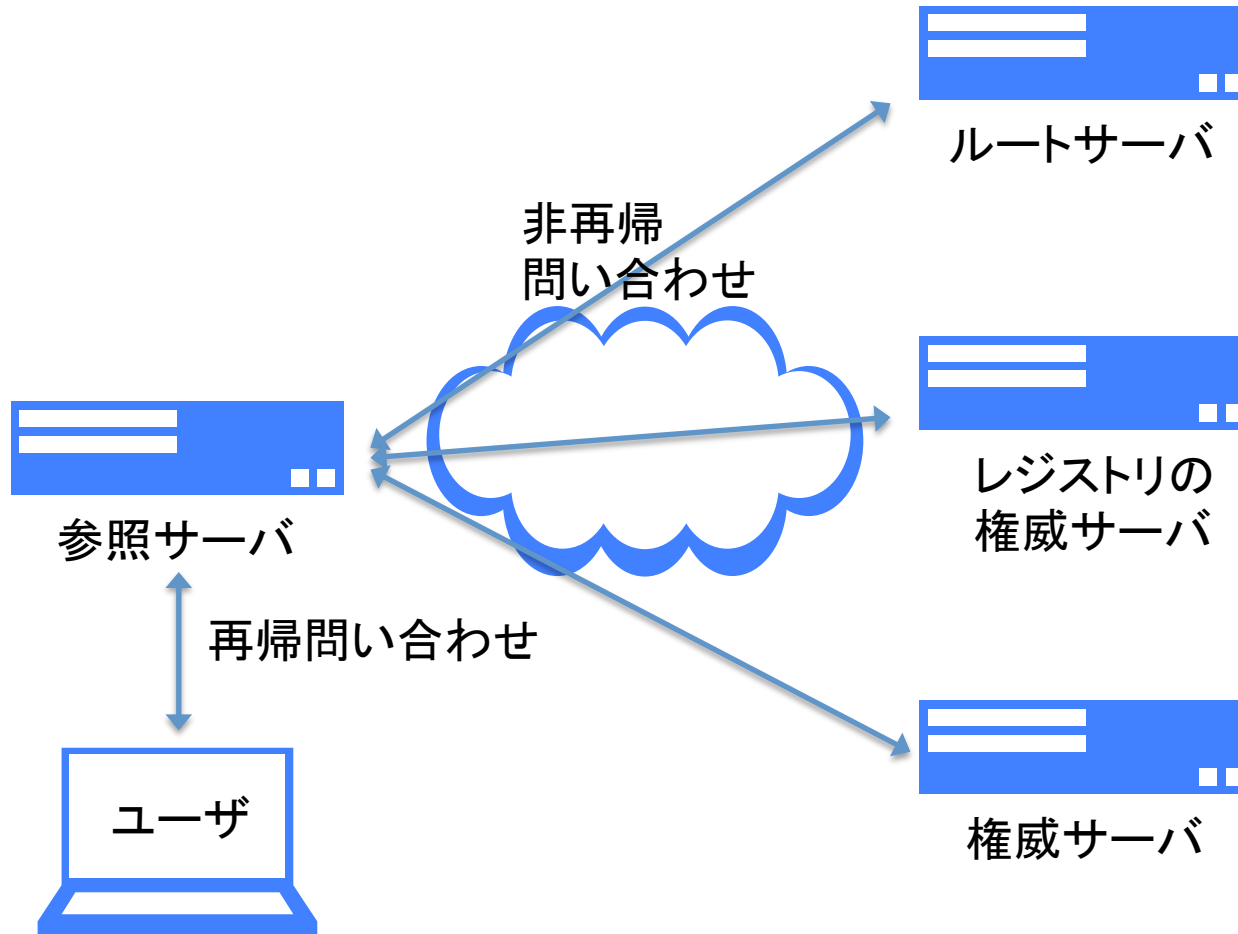 ルートサーバ
非再帰
問い合わせ
参照サーバ
レジストリの
権威サーバ
再帰問い合わせ
ユーザ
権威サーバ